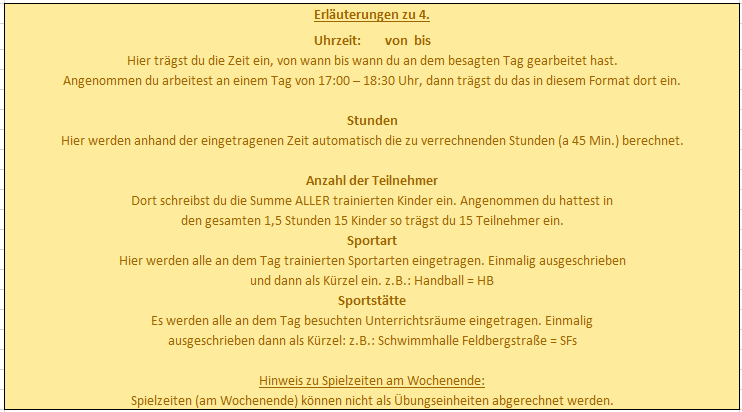 Erläuterungen zu 4.
Uhrzeit: von bis
Hier trägst du die Zeit ein, von wann bis wann du an dem besagten Tag gearbeitet hast.
Angenommen du arbeitest an einem Tag von 17:00 – 18:30 Uhr, dann trägst du das in diesem Format dort ein.
Stunden
Hier werden anhand der eingetragenen Zeit automatisch die zu verrechnenden Stunden (a 45 Min.) berechnet.
Anzahl der Teilnehmer
Dort schreibst du die Summe ALLER trainierten Kinder ein. Angenommen du hattest in
den gesamten 1,5 Stunden 15 Kinder so trägst du 15 Teilnehmer ein.
Sportart
Hier werden alle an dem Tag trainierten Sportarten eingetragen. Einmalig ausgeschrieben
und dann als Kürzel ein. z.B.: Handball = HB
Sportstätte
Es werden alle an dem Tag besuchten Unterrichtsräume eingetragen. Einmalig
ausgeschrieben dann als Kürzel: z.B.: Schwimmhalle Feldbergstraße = SFs
Hinweis zu Spielzeiten am Wochenende:
Spielzeiten (am Wochenende) können nicht als Übungseinheiten abgerechnet werden.